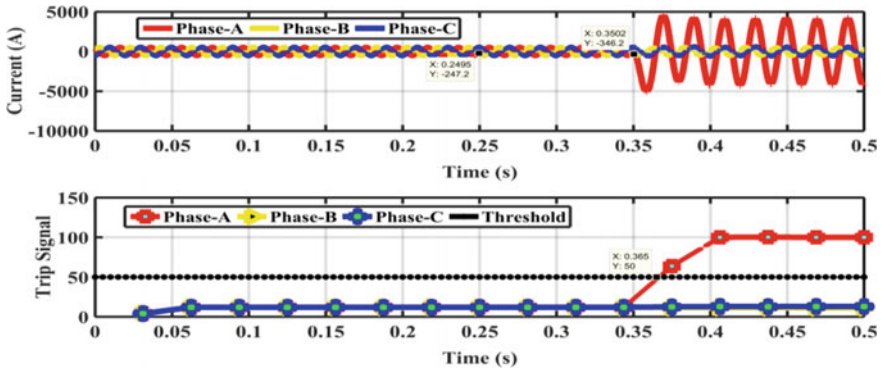 5000
0
-5000
-10000
Current (A)
Phase-A Phase-B Phase-C
X: 0.2495
Y: -247.2
X: 0.3502
Y: -346.2
0 0.05 0.1 0.15 0.2 0.25 0.3 0.35 0.4 0.45 0.5
Time (s)
150
100
50
0
Trip Signal
Phase-A Phase-B Phase-C Threshold
X: 0.365
Y: 50
0 0.05 0.1 0.15 0.2 0.25 0.3 0.35 0.4 0.45 0.5
Time (s)